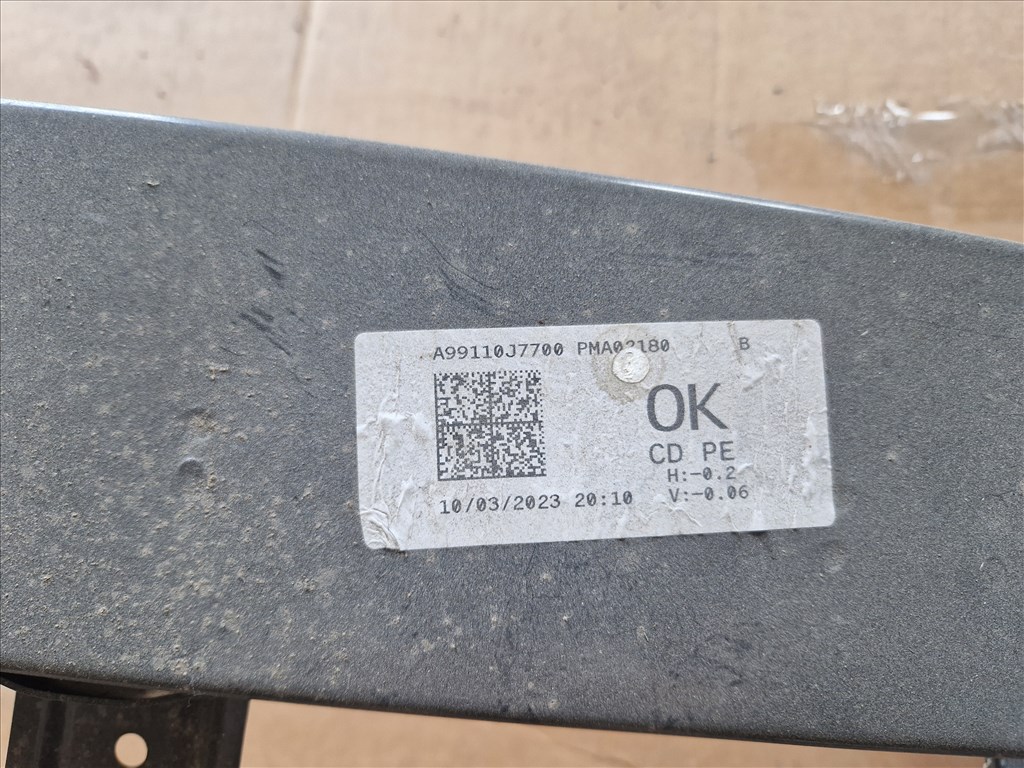 A99110J7700 PMA02180 B
OK
CD PE
H:-0.2
V:-0.06
10/03/2023 20:10